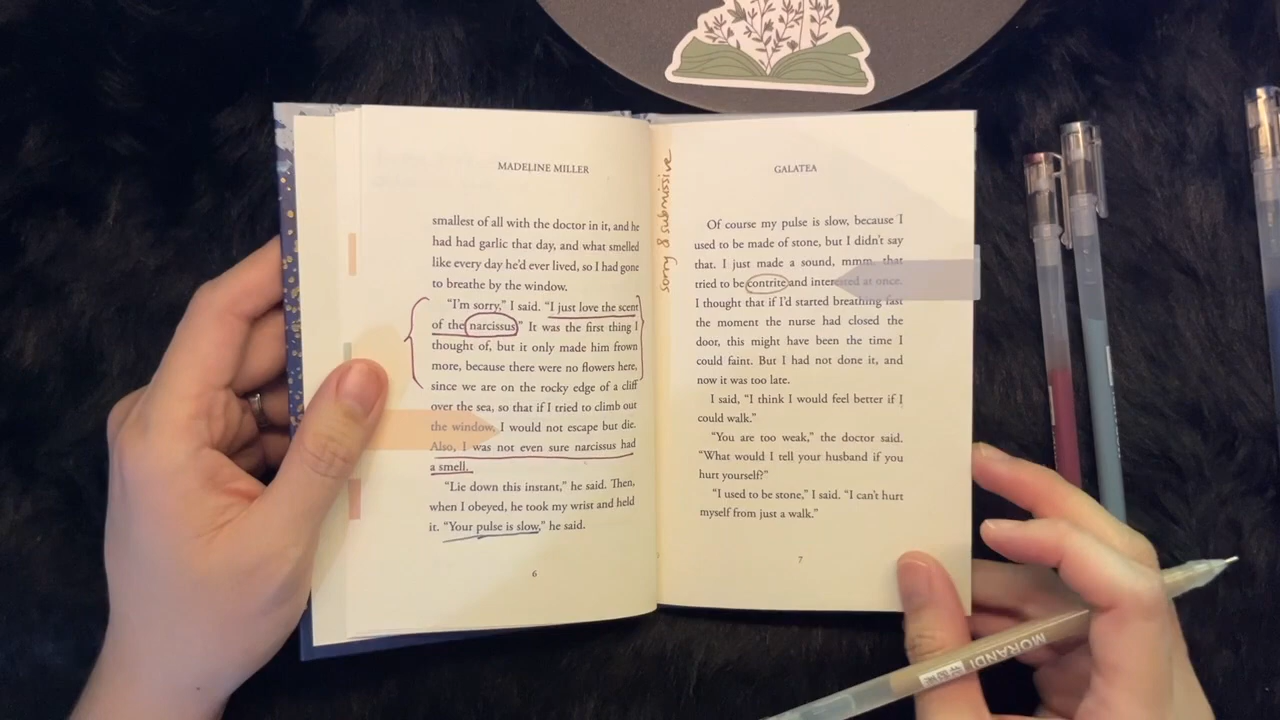 MADELINE MILLER
smallest of all with the doctor in it, and he
had had garlic that day, and what smelled
like every day he'd ever lived, so I had gone
to breathe by the window.
"I'm sorry," I said. "I just love the scent
of the narcissus." It was the first thing I
thought of, but it only made him frown
more, because there were no flowers here,
since we are on the rocky edge of a cliff
over the sea, so that if I tried to climb out
the window, I would not escape but die.
Also, I was not even sure narcissus had
a smell.
"Lie down this instant," he said. Then,
when I obeyed, he took my wrist and held
it. "Your pulse is slow," he said.
6
sorry & submissive
GALATEA
Of course my pulse is slow, because I
used to be made of stone, but I didn't say
that. I just made a sound, mmm, that
tried to be contrite and interested at once.
I thought that if I'd started breathing fast
the moment the nurse had closed the
door, this might have been the time I
could faint. But I had not done it, and
now it was too late.
I said, "I think I would feel better if I
could walk."
"You are too weak," the doctor said.
"What would I tell your husband if you
hurt yourself?"
"I used to be stone," I said. "I can't hurt
myself from just a walk."
7
MORANDI